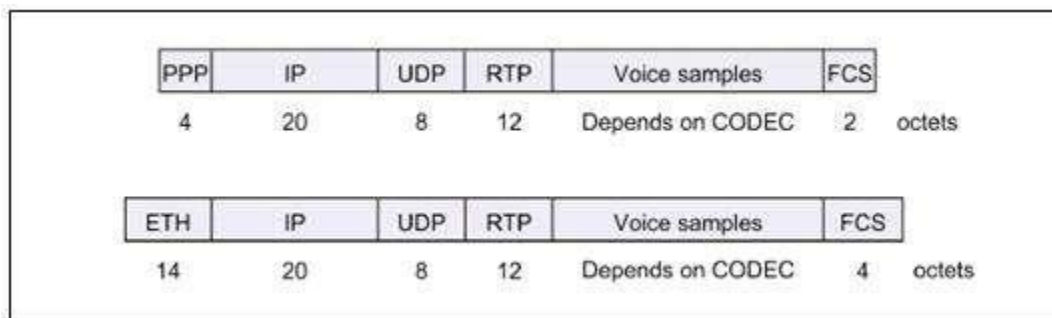 PPP IP UDP RTP Voice samples FCS
4 20 8 12 Depends on CODEC 2 octets
ETH IP UDP RTP Voice samples FCS
14 20 8 12 Depends on CODEC 4 octets